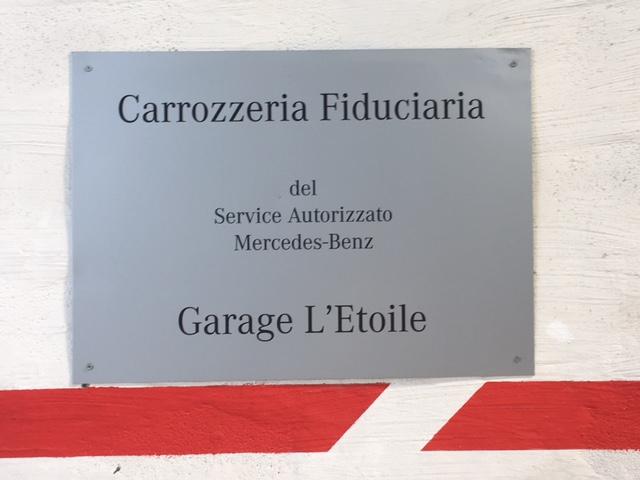 Carrozzeria Fiduciaria
del
Service Autorizzato
Mercedes-Benz
Garage L'Etoile